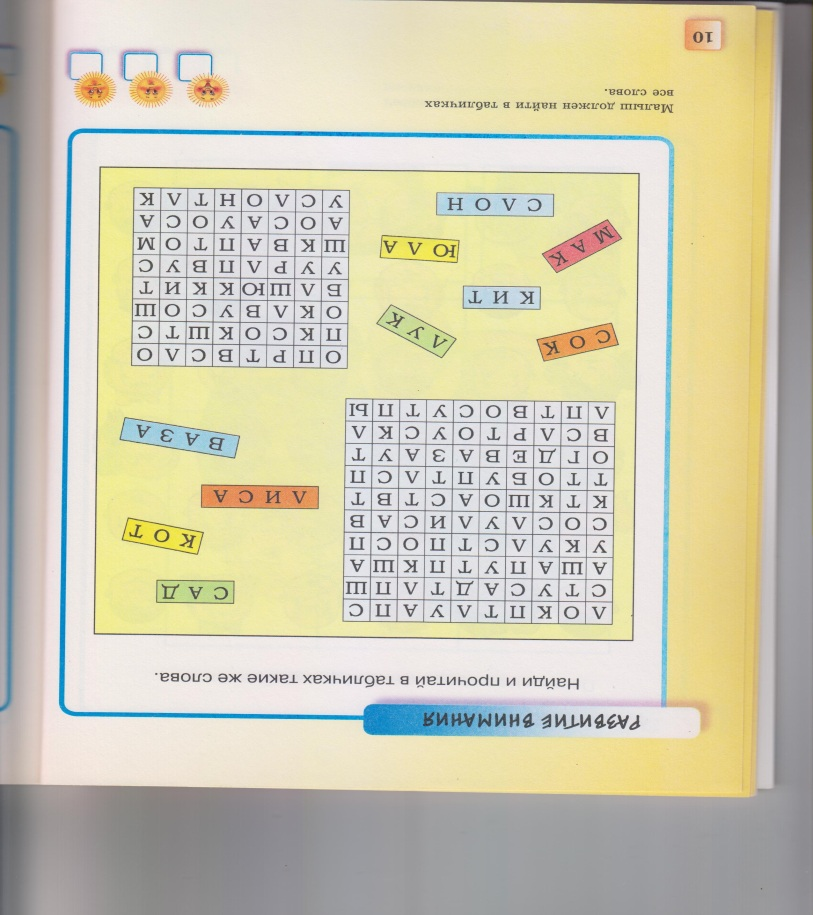 РАЗВИТИЕ ВНИМАНИЯ
Найди и прочитай в табличках такие же слова.
Л О К П Т Л У А П С
С Т У С А Д Т Л П Ш
А Ш А П У Т П К Ш А
У К У Л С Т П О С П
С О С Л У Л И С А В
К Т К Ш О А С Т В Т
Т Т О Б У П Т Л С П
О Г Д Е В А З А У Т
В С Л Р Т О У С К Л
Л П Т В О С У Т П Ы
САД
КОТ
ЛИСА
ВАЗА
СОК
ЛУК
КИТ
МАК
ЮЛА
СЛОН
О П Р Т В С Л О
П К С О К Ш Т С
О К Л В У С О Ш
В Л Ш Ю К К И Т
У У Р Л П В У С
Ш К В А П Т О М
А О С А У О С А
У С Л О Н Т Л К
Малыш должен найти в табличках
все слова.
10